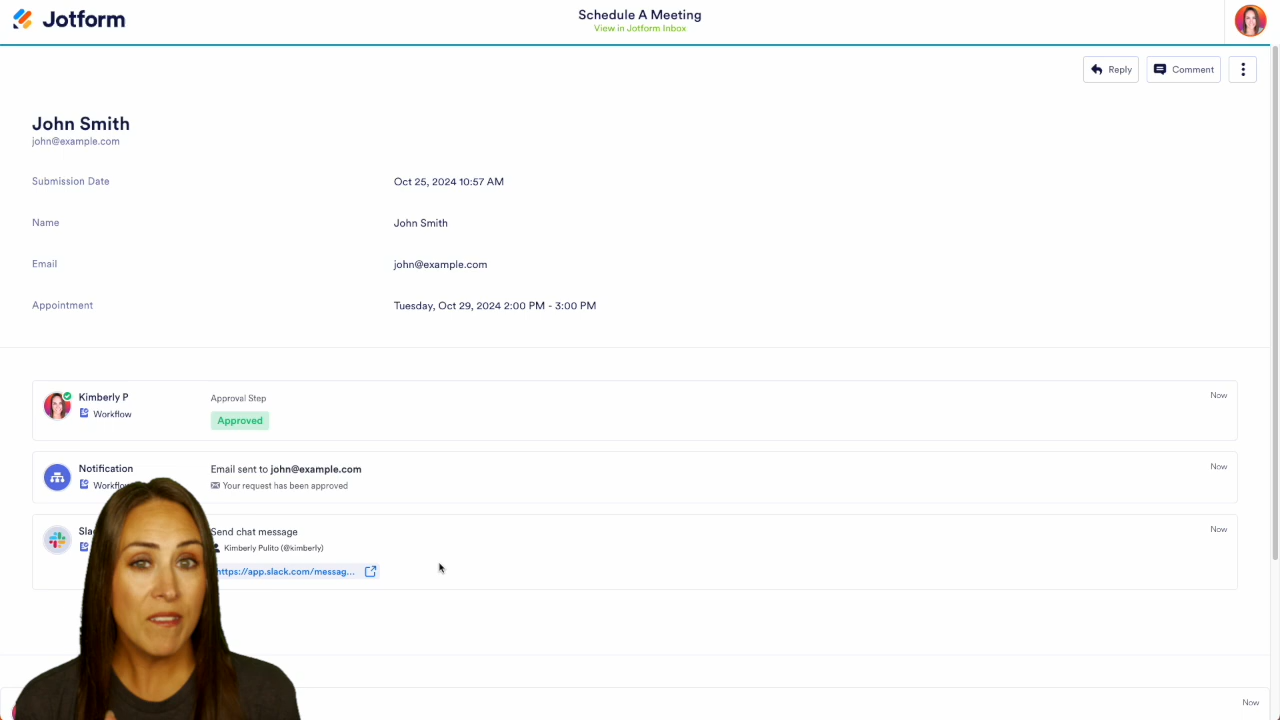 Jotform
Schedule A Meeting
View in Jotform Inbox
Reply
Comment
John Smith
john@example.com
Submission Date
Oct 25, 2024 10:57 AM
Name
John Smith
Email
john@example.com
Appointment
Tuesday, Oct 29, 2024 2:00 PM - 3:00 PM
Kimberly P
Workflow
Approval Step
Approved
Now
Notification
Email sent to john@example.com
Your request has been approved
Now
Send chat message
Kimberly Pulito (@kimberly)
https://app.slack.com/messag...
Now
Now